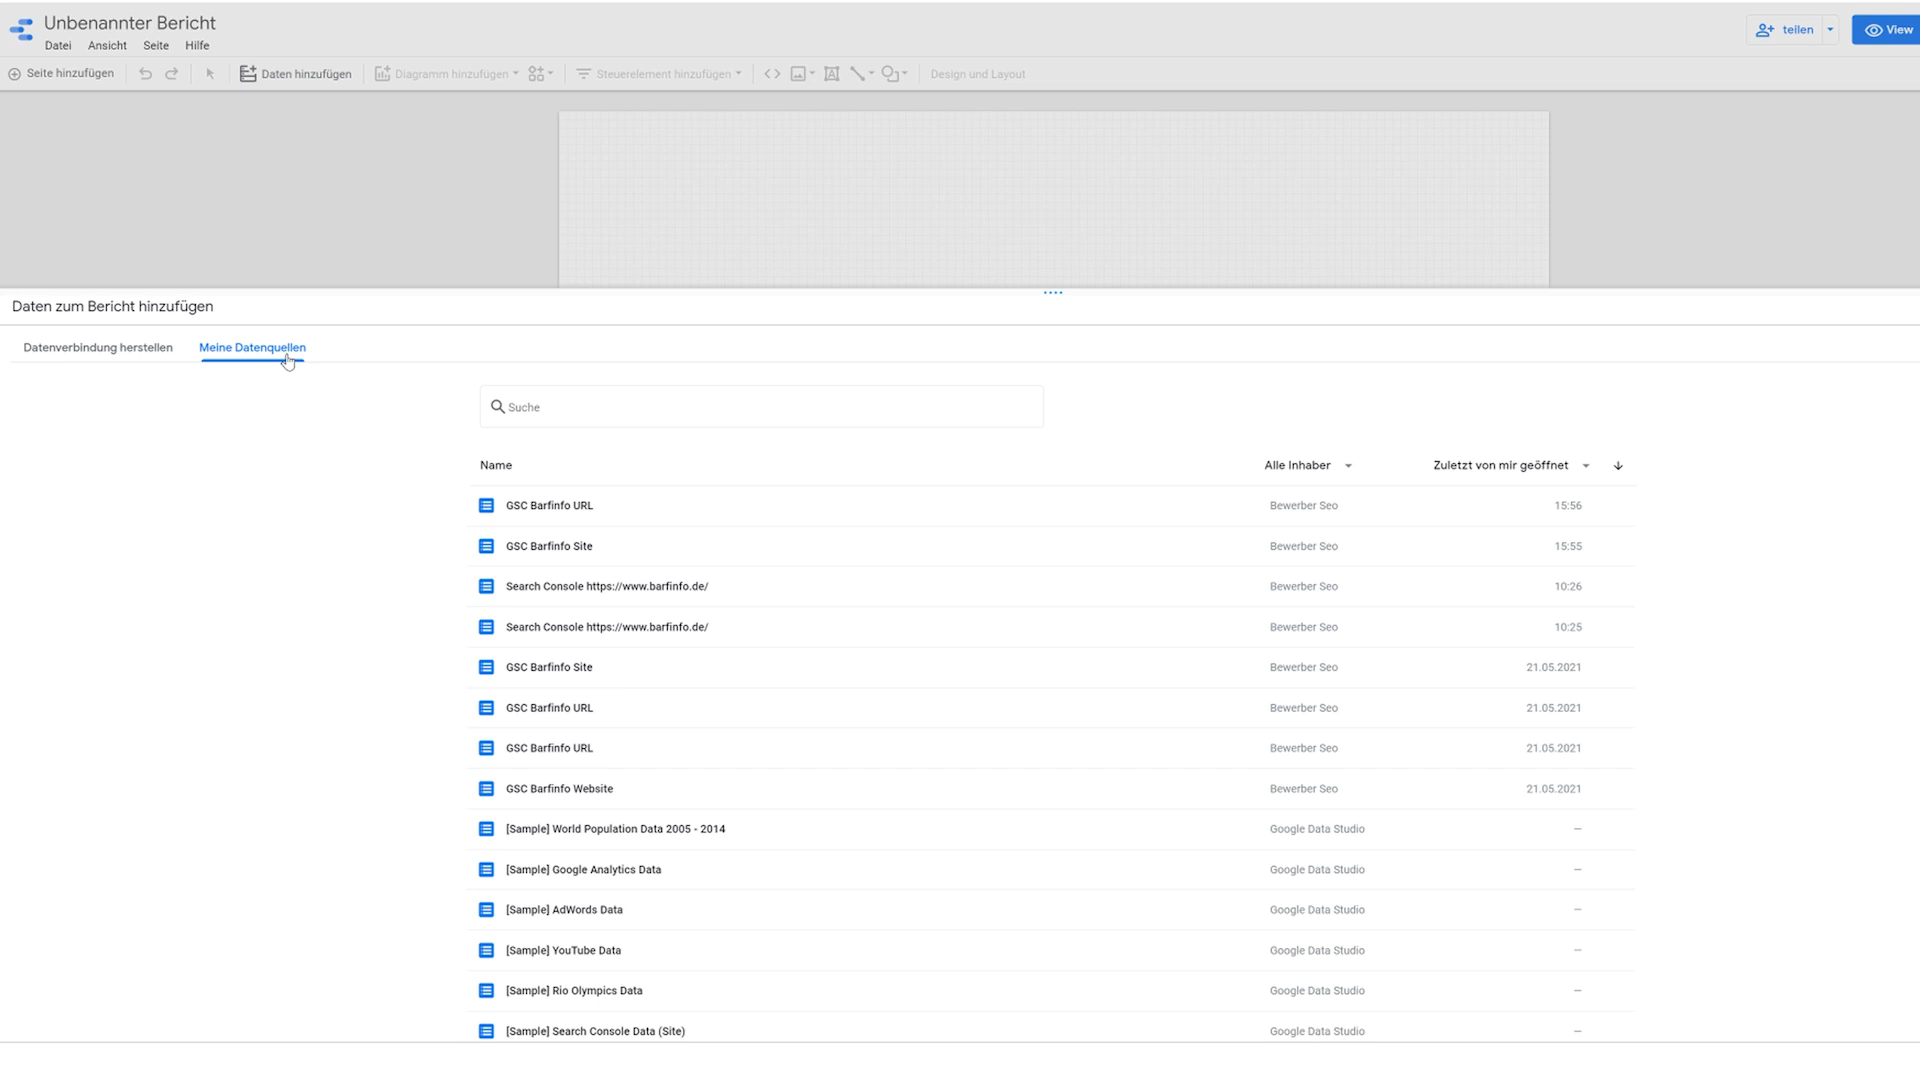 Unbenannter Bericht
Datei Ansicht Seite Hilfe
teilen
View
Seite hinzufügen
Daten hinzufügen
Diagramm hinzufügen
Steuerelement hinzufügen
Design und Layout
Daten zum Bericht hinzufügen
Datenverbindung herstellen Meine Datenquellen
Suche
Name Alle Inhaber Zuletzt von mir geöffnet
GSC Barfinfo URL Bewerber Seo 15:56
GSC Barfinfo Site Bewerber Seo 15:55
Search Console https://www.barfinfo.de/ Bewerber Seo 10:26
Search Console https://www.barfinfo.de/ Bewerber Seo 10:25
GSC Barfinfo Site Bewerber Seo 21.05.2021
GSC Barfinfo URL Bewerber Seo 21.05.2021
GSC Barfinfo URL Bewerber Seo 21.05.2021
GSC Barfinfo Website Bewerber Seo 21.05.2021
[Sample] World Population Data 2005 - 2014 Google Data Studio –
[Sample] Google Analytics Data Google Data Studio –
[Sample] AdWords Data Google Data Studio –
[Sample] YouTube Data Google Data Studio –
[Sample] Rio Olympics Data Google Data Studio –
[Sample] Search Console Data (Site) Google Data Studio –